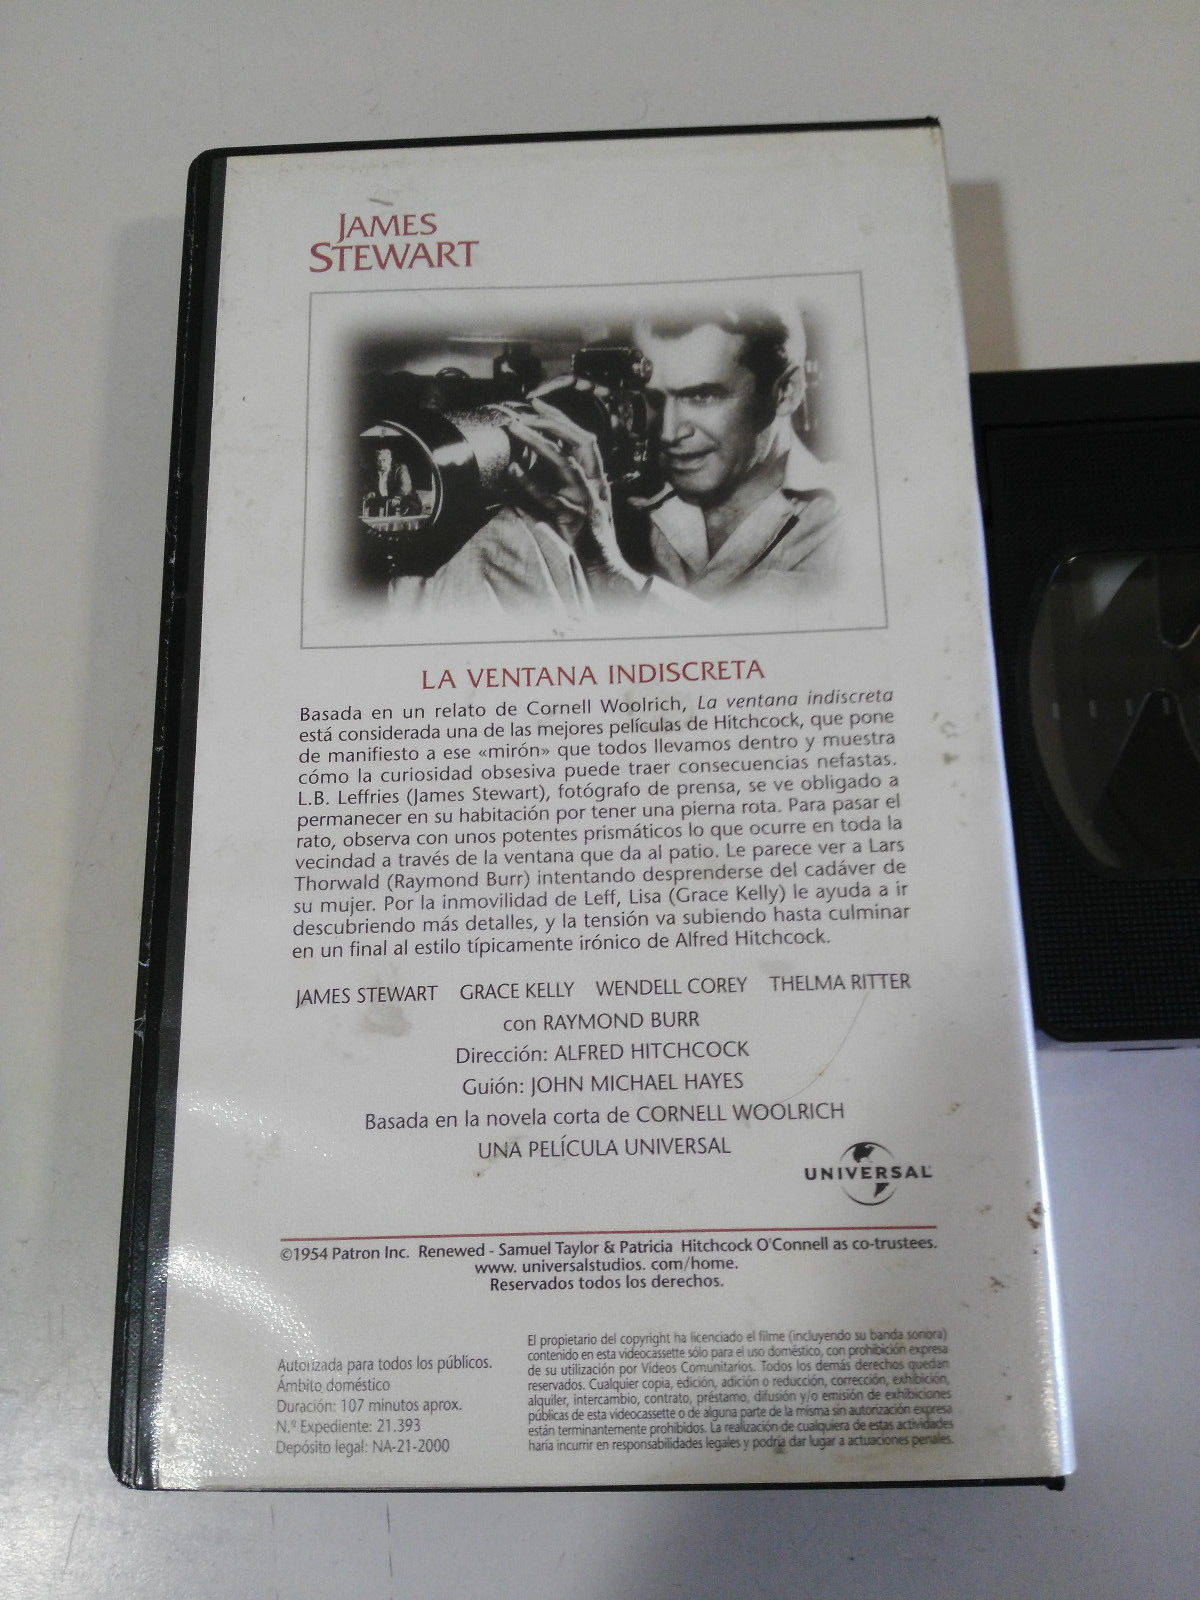 JAMES
STEWART
LA VENTANA INDISCRETA
Basada en un relato de Cornell Woolrich, La ventana indiscreta
está considerada una de las mejores películas de Hitchcock, que pone
de manifiesto a ese «mirón» que todos llevamos dentro y muestra
cómo la curiosidad obsesiva puede traer consecuencias nefastas.
L.B. Leffries (James Stewart), fotógrafo de prensa, se ve obligado a
permanecer en su habitación por tener una pierna rota. Para pasar el
rato, observa con unos potentes prismáticos lo que ocurre en toda la
vecindad a través de la ventana que da al patio. Le parece ver a Lars
Thorwald (Raymond Burr) intentando desprenderse del cadáver de
su mujer. Por la inmovilidad de Leff, Lisa (Grace Kelly) le ayuda a ir
descubriendo más detalles, y la tensión va subiendo hasta culminar
en un final al estilo típicamente irónico de Alfred Hitchcock.
JAMES STEWART GRACE KELLY WENDELL COREY THELMA RITTER
con RAYMOND BURR
Dirección: ALFRED HITCHCOCK
Guión: JOHN MICHAEL HAYES
Basada en la novela corta de CORNELL WOOLRICH
UNA PELÍCULA UNIVERSAL
UNIVERSAL
©1954 Patron Inc. Renewed - Samuel Taylor & Patricia Hitchcock O'Connell as co-trustees.
www. universalstudios. com/home.
Reservados todos los derechos.
Autorizada para todos los públicos.
Ámbito doméstico
Duración: 107 minutos aprox.
N.º Expediente: 21.393
Depósito legal: NA-21-2000
El propietario del copyright ha licenciado el filme (incluyendo su banda sonora)
contenido en esta videocassette sólo para el uso doméstico, con prohibición expresa
de su utilización por Videos Comunitarios. Todos los demás derechos quedan
reservados. Cualquier copia, edición, adición o reducción, corrección, exhibición,
alquiler, intercambio, contrato, préstamo, difusión y/o emisión de exhibiciones
públicas de esta videocassette o de alguna parte de la misma sin autorización expresa
están terminantemente prohibidos. La realización de cualquiera de estas actividades
haría incurrir en responsabilidades legales y podría dar lugar a actuaciones penales.